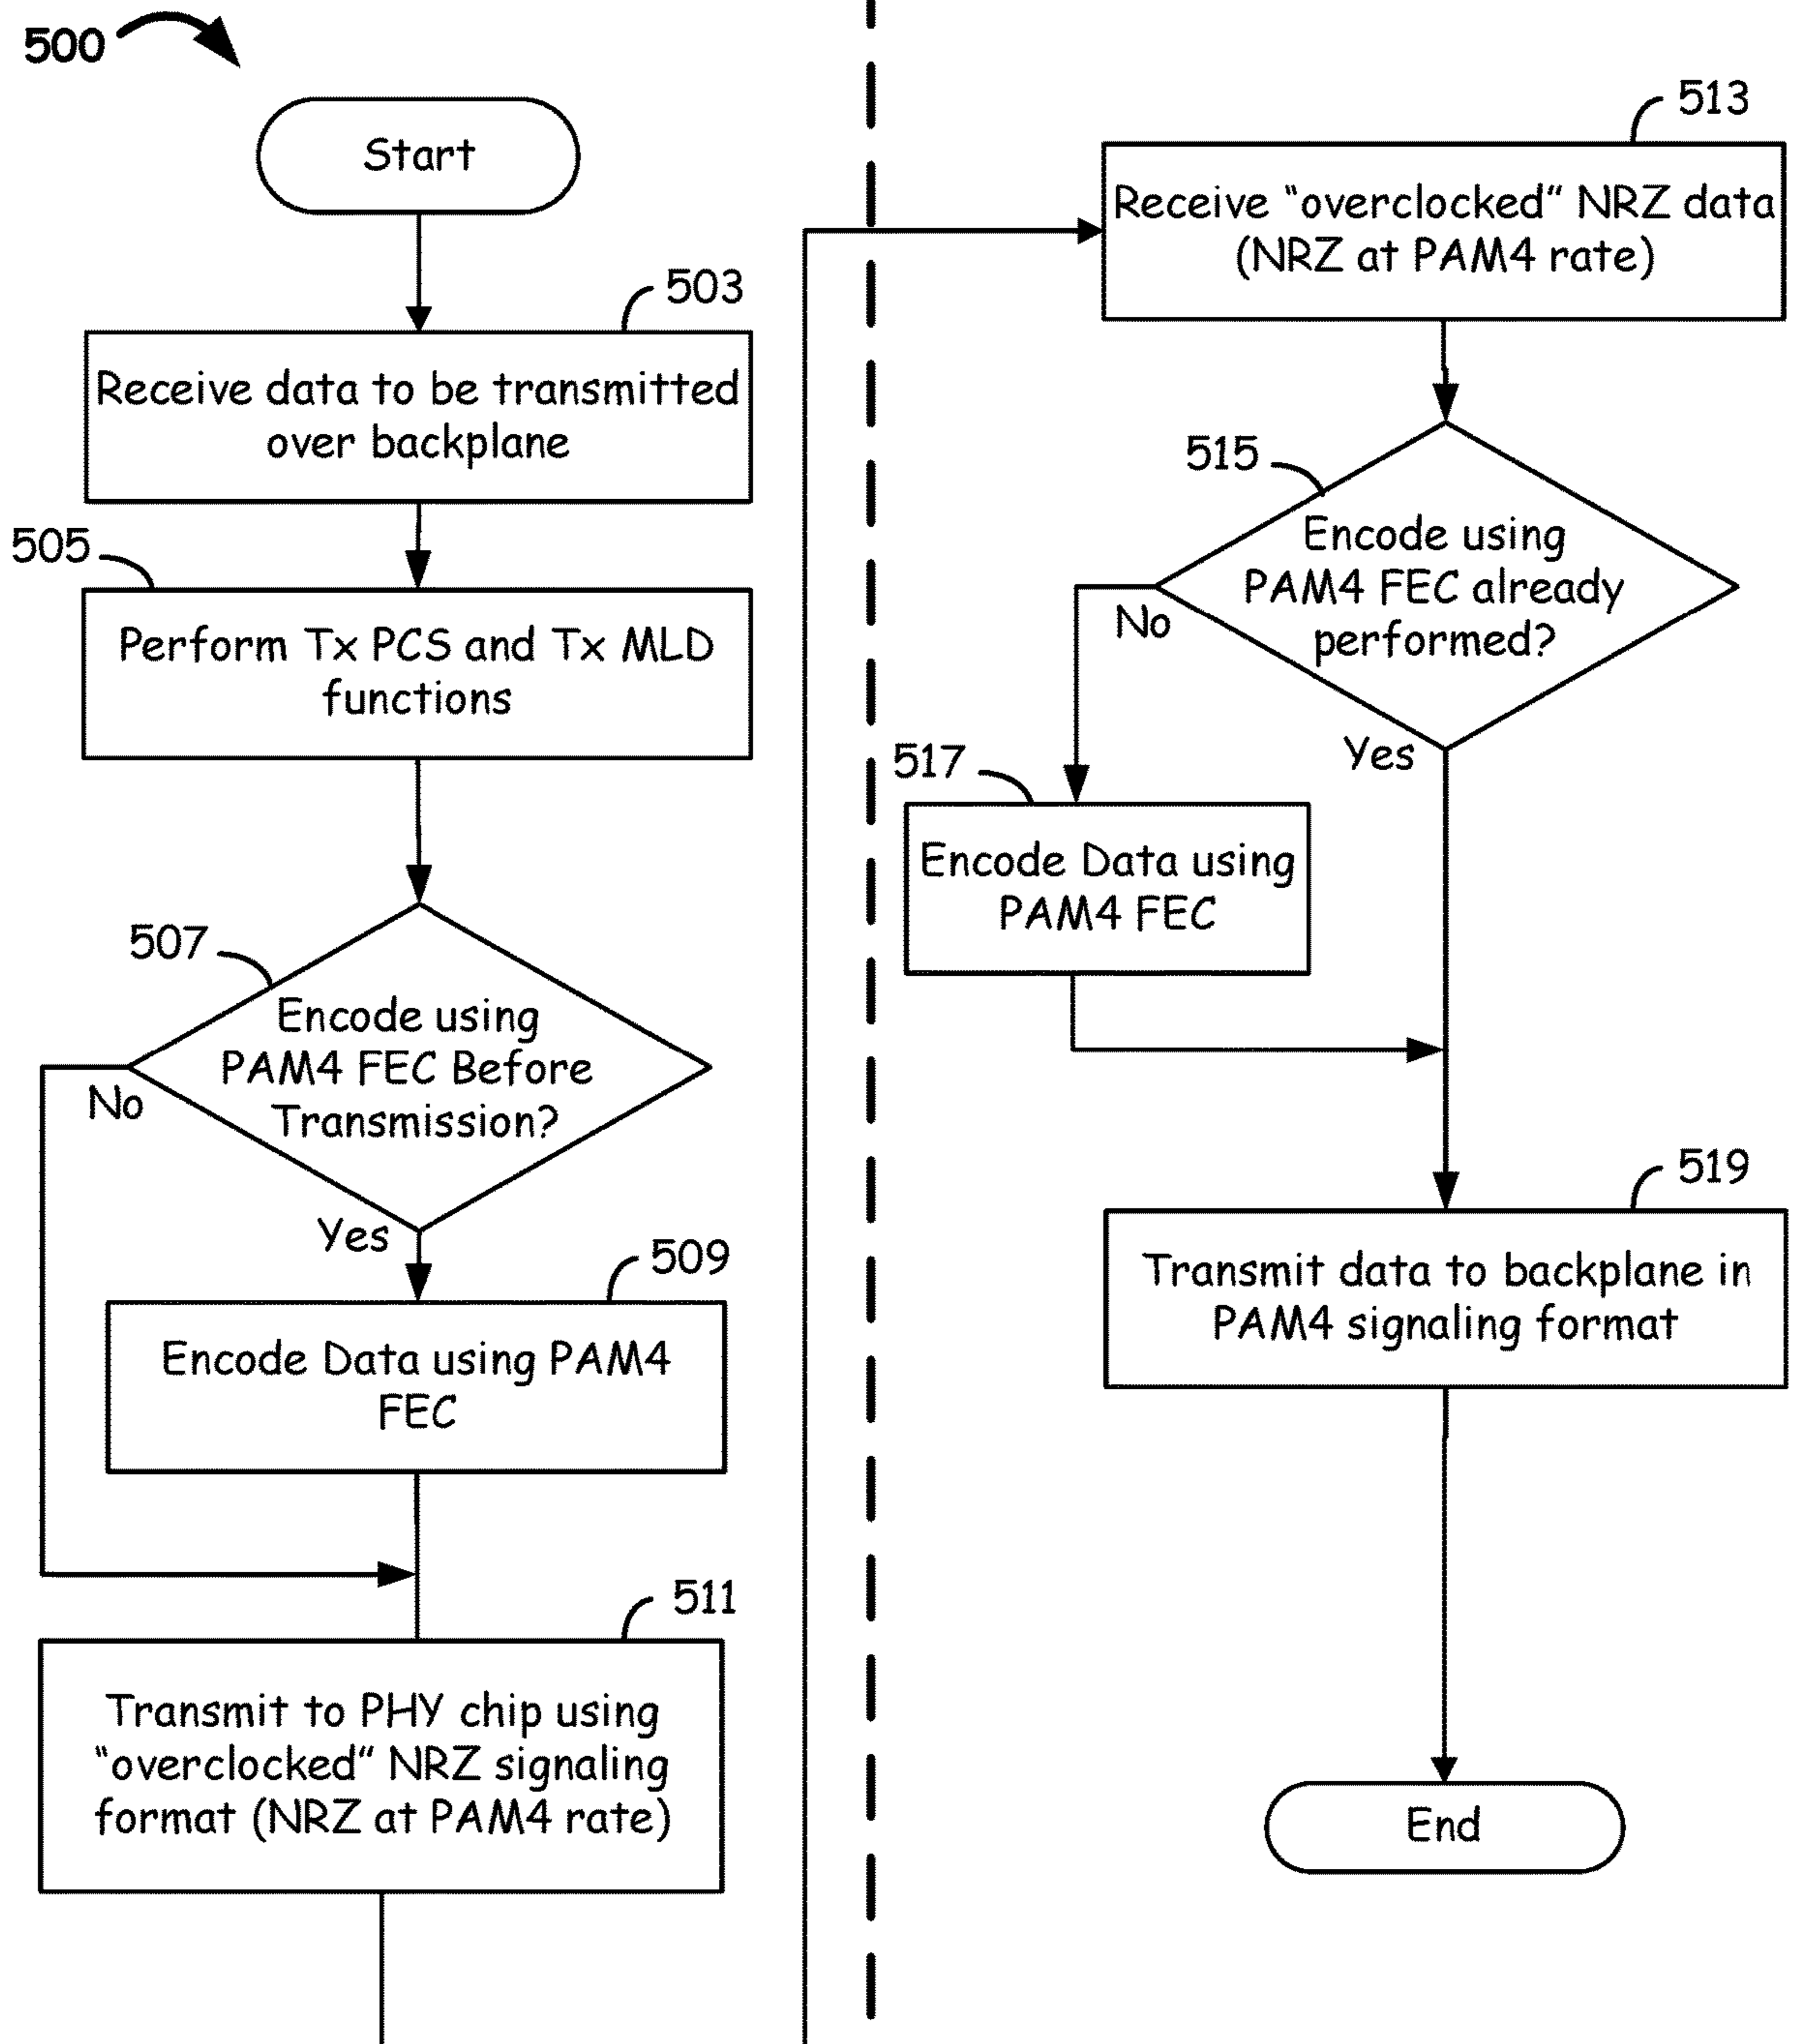 500
Start
503
Receive data to be transmitted
over backplane
505
Perform Tx PCS and Tx MLD
functions
507
Encode using
PAM4 FEC Before
Transmission?
No
Yes
509
Encode Data using PAM4
FEC
511
Transmit to PHY chip using
“overclocked” NRZ signaling
format (NRZ at PAM4 rate)
513
Receive “overclocked” NRZ data
(NRZ at PAM4 rate)
515
Encode using
PAM4 FEC already
performed?
No
Yes
517
Encode Data using
PAM4 FEC
519
Transmit data to backplane in
PAM4 signaling format
End